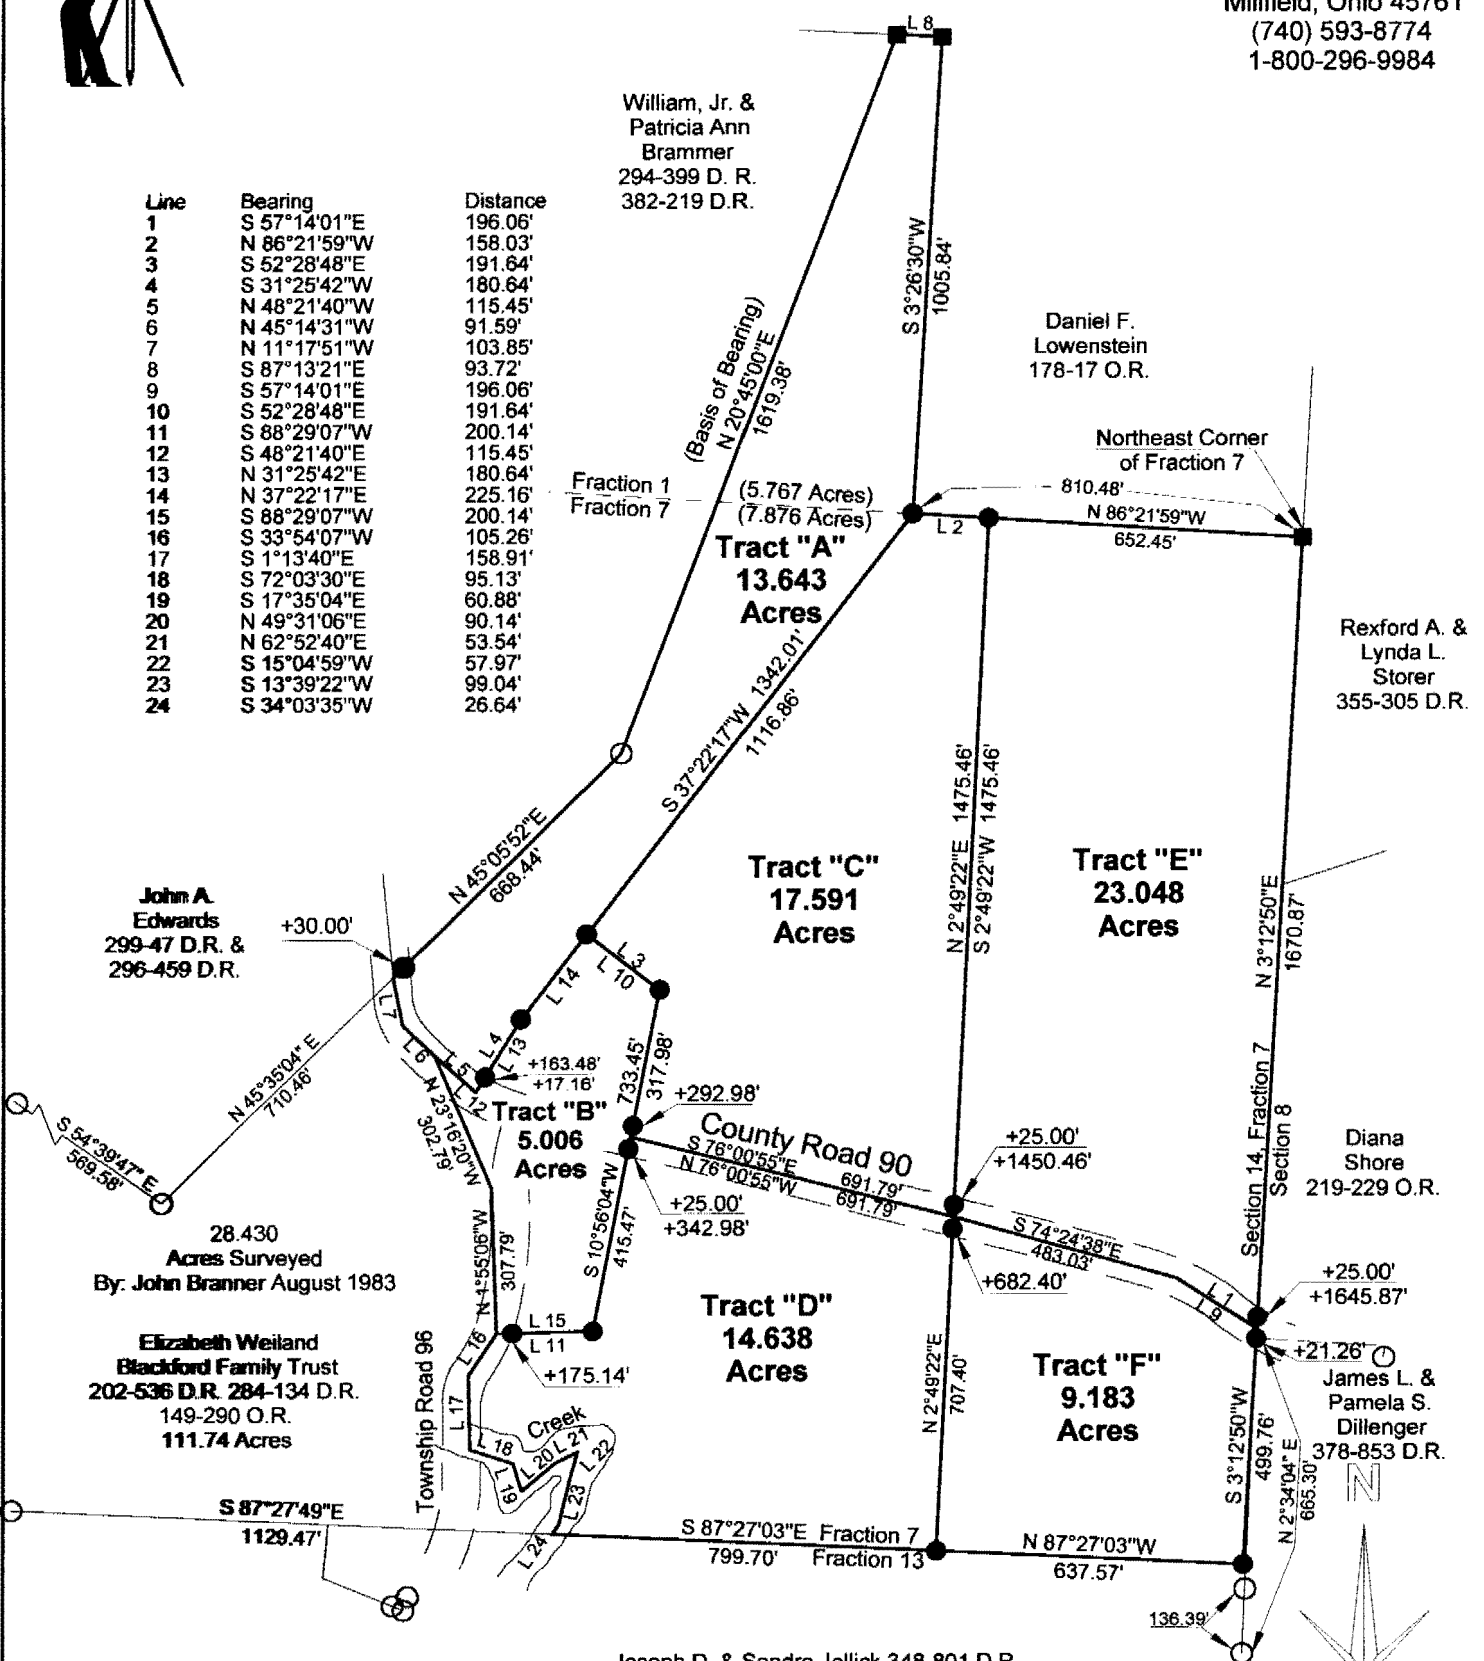 Millfield, Ohio 45761
(740) 593-8774
1-800-296-9984
L 8
William, Jr. &
Patricia Ann
Brammer
294-399 D. R.
382-219 D.R.
Line Bearing Distance
1 S 57°14'01"E 196.06'
2 N 86°21'59"W 158.03'
3 S 52°28'48"E 191.64'
4 S 31°25'42"W 180.64'
5 N 48°21'40"W 115.45'
6 N 45°14'31"W 91.59'
7 N 11°17'51"W 103.85'
8 S 87°13'21"E 93.72'
9 S 57°14'01"E 196.06'
10 S 52°28'48"E 191.64'
11 S 88°29'07"W 200.14'
12 S 48°21'40"E 115.45'
13 N 31°25'42"E 180.64'
14 N 37°22'17"E 225.16'
15 S 88°29'07"W 200.14'
16 S 33°54'07"W 105.26'
17 S 1°13'40"E 158.91'
18 S 72°03'30"E 95.13'
19 S 17°35'04"E 60.88'
20 N 49°31'06"E 90.14'
21 N 62°52'40"E 53.54'
22 S 15°04'59"W 57.97'
23 S 13°39'22"W 99.04'
24 S 34°03'35"W 26.64'
(Basis of Bearing)
N 20°45'00"E
1619.38'
S 3°26'30"W
1005.84'
Daniel F.
Lowenstein
178-17 O.R.
Northeast Corner
of Fraction 7
810.48'
N 86°21'59"W
652.45'
L 2
Fraction 1
Fraction 7
(5.767 Acres)
(7.876 Acres)
Tract "A"
13.643
Acres
Rexford A. &
Lynda L.
Storer
355-305 D.R.
S 37°22'17"W 1342.01'
1116.86'
N 45°05'52"E
668.44'
N 2°49'22"E 1475.46'
S 2°49'22"W 1475.46'
Tract "C"
17.591
Acres
Tract "E"
23.048
Acres
N 3°12'50"E
1670.87'
John A.
Edwards
299-47 D.R. &
296-459 D.R.
+30.00'
L 3
L 10
L 14
L 4
L 13
L 7
L 6
L 5
L 12
+163.48'
+17.16'
N 45°35'04" E
710.46'
S 54°39'47" E
569.58'
N 23°16'20"W
302.79'
Tract "B"
5.006
Acres
733.45'
317.98'
+292.98'
County Road 90
S 76°00'55"E
691.79'
N 76°00'55"W
691.79'
+25.00'
+1450.46'
+25.00'
+342.98'
S 74°24'38"E
483.03'
+682.40'
Section 14, Fraction 7
Section 8
Diana
Shore
219-229 O.R.
L 1
L 9
+25.00'
+1645.87'
+21.26'
28.430
Acres Surveyed
By: John Branner August 1983
N 1°55'06"W
307.79'
S 10°56'04"W
415.47'
Elizabeth Weiland
Blackford Family Trust
202-536 D.R. 284-134 D.R.
149-290 O.R.
111.74 Acres
L 15
L 11
+175.14'
Tract "D"
14.638
Acres
N 2°49'22"E
707.40'
Tract "F"
9.183
Acres
S 3°12'50"W
499.76'
N 2°34'04" E
665.30'
James L. &
Pamela S.
Dillenger
378-853 D.R.
N
Township Road 96
L 16
L 17
Creek
L 18
L 19
L 20
L 21
L 22
L 23
L 24
S 87°27'49"E
1129.47'
S 87°27'03"E Fraction 7
799.70' Fraction 13
N 87°27'03"W
637.57'
136.39'
Joseph D. & Sandra Jellick 348-801 D.R.